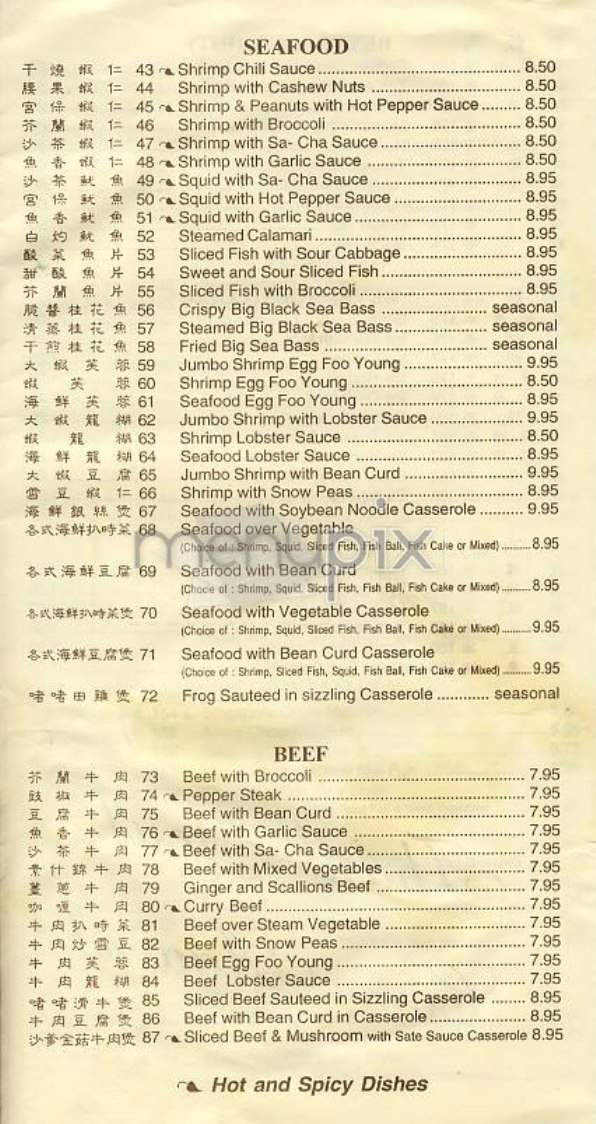 SEAFOOD
干燒蝦仁 43 Shrimp Chili Sauce 8.50
腰果蝦仁 44 Shrimp with Cashew Nuts 8.50
宮保蝦仁 45 Shrimp & Peanuts with Hot Pepper Sauce 8.50
芥蘭蝦仁 46 Shrimp with Broccoli 8.50
沙茶蝦仁 47 Shrimp with Sa- Cha Sauce 8.50
魚香蝦仁 48 Shrimp with Garlic Sauce 8.50
沙茶魷魚 49 Squid with Sa- Cha Sauce 8.95
宮保魷魚 50 Squid with Hot Pepper Sauce 8.95
魚香魷魚 51 Squid with Garlic Sauce 8.95
白灼魷魚 52 Steamed Calamari 8.95
酸菜魚片 53 Sliced Fish with Sour Cabbage 8.95
甜酸魚片 54 Sweet and Sour Sliced Fish 8.95
芥蘭魚片 55 Sliced Fish with Broccoli 8.95
脆醬桂花魚 56 Crispy Big Black Sea Bass seasonal
清蒸桂花魚 57 Steamed Big Black Sea Bass seasonal
干煎桂花魚 58 Fried Big Sea Bass seasonal
大蝦芙蓉 59 Jumbo Shrimp Egg Foo Young 9.95
蝦芙蓉 60 Shrimp Egg Foo Young 8.50
海鮮芙蓉 61 Seafood Egg Foo Young 8.95
大蝦龍糊 62 Jumbo Shrimp with Lobster Sauce 9.95
蝦龍糊 63 Shrimp Lobster Sauce 8.50
海鮮龍糊 64 Seafood Lobster Sauce 8.95
大蝦豆腐 65 Jumbo Shrimp with Bean Curd 9.95
雪豆蝦仁 66 Shrimp with Snow Peas 8.95
海鮮銀絲煲 67 Seafood with Soybean Noodle Casserole 9.95
各式海鮮扒時菜 68 Seafood over Vegetable
(Choice of : Shrimp, Squid, Sliced Fish, Fish Ball, Fish Cake or Mixed) 8.95
各式海鮮豆腐 69 Seafood with Bean Curd
(Choice of : Shrimp, Squid, Sliced Fish, Fish Ball, Fish Cake or Mixed) 8.95
各式海鮮扒時菜煲 70 Seafood with Vegetable Casserole
(Choice of : Shrimp, Squid, Sliced Fish, Fish Ball, Fish Cake or Mixed) 9.95
各式海鮮豆腐煲 71 Seafood with Bean Curd Casserole
(Choice of : Shrimp, Sliced Fish, Squid, Fish Ball, Fish Cake or Mixed) 9.95
啫啫田雞煲 72 Frog Sauteed in sizzling Casserole seasonal
menupix
BEEF
芥蘭牛肉 73 Beef with Broccoli 7.95
豉椒牛肉 74 Pepper Steak 7.95
豆腐牛肉 75 Beef with Bean Curd 7.95
魚香牛肉 76 Beef with Garlic Sauce 7.95
沙茶牛肉 77 Beef with Sa- Cha Sauce 7.95
素什錦牛肉 78 Beef with Mixed Vegetables 7.95
薑蔥牛肉 79 Ginger and Scallions Beef 7.95
咖喱牛肉 80 Curry Beef 7.95
牛肉扒時菜 81 Beef over Steam Vegetable 7.95
牛肉炒雪豆 82 Beef with Snow Peas 7.95
牛肉芙蓉 83 Beef Egg Foo Young 7.95
牛肉龍糊 84 Beef Lobster Sauce 7.95
啫啫滑牛煲 85 Sliced Beef Sauteed in Sizzling Casserole 8.95
牛肉豆腐煲 86 Beef with Bean Curd in Casserole 8.95
沙爹金菇牛肉煲 87 Sliced Beef & Mushroom with Sate Sauce Casserole 8.95
Hot and Spicy Dishes